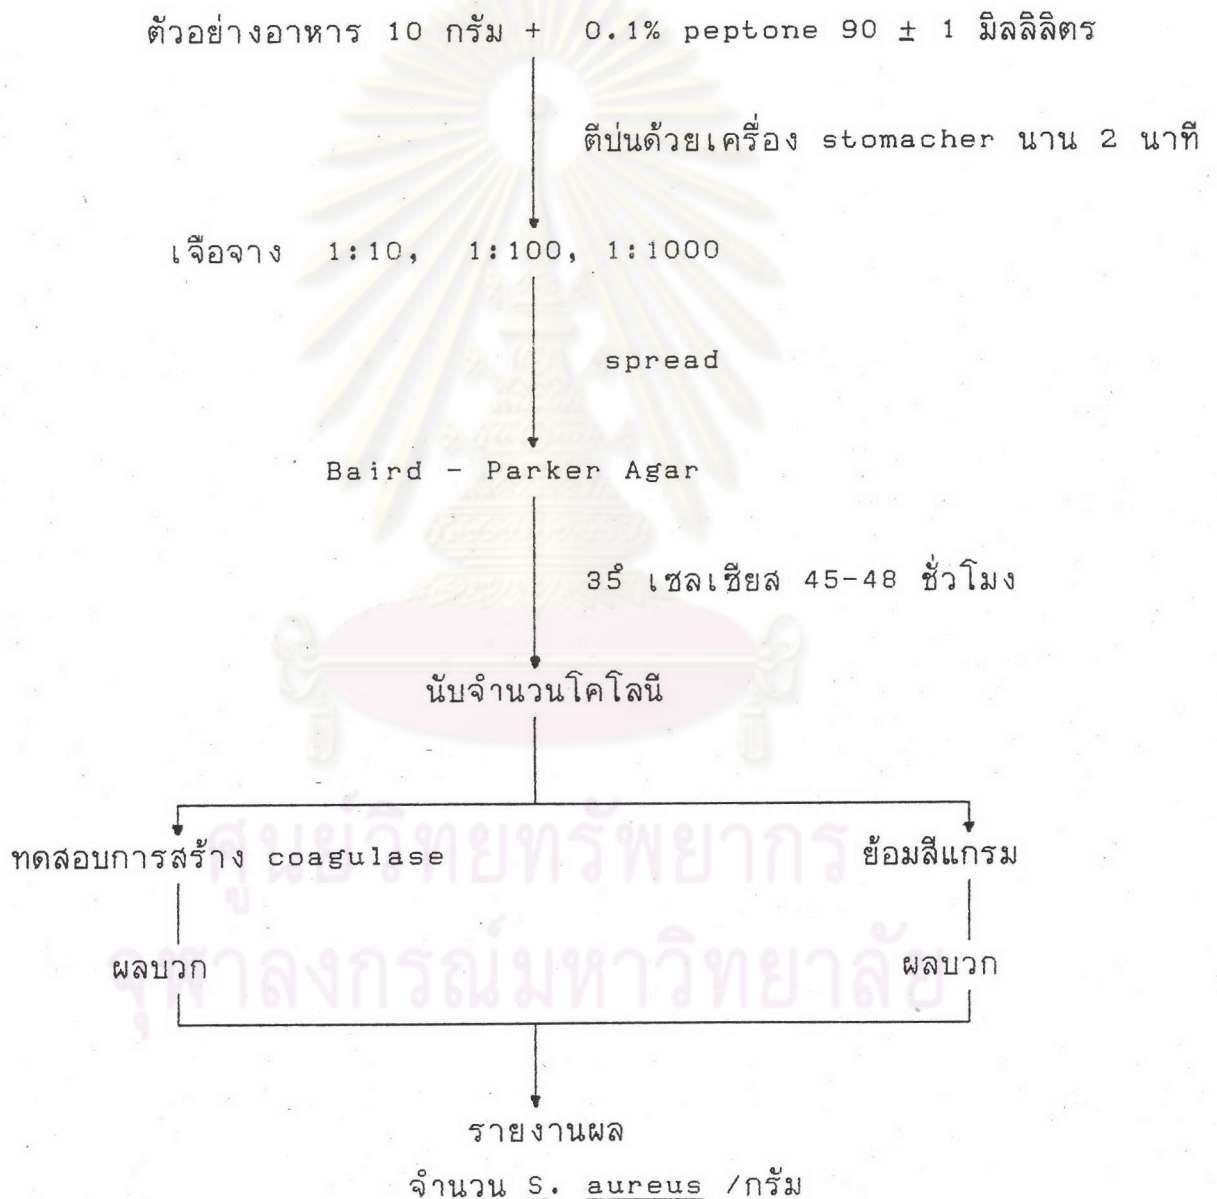 ตัวอย่างอาหาร 10 กรัม + 0.1% peptone 90 ± 1 มิลลิลิตร
ตีบ่นด้วยเครื่อง stomacher นาน 2 นาที
เจือจาง 1:10, 1:100, 1:1000
spread
Baird - Parker Agar
35° เซลเซียส 45-48 ชั่วโมง
นับจำนวนโคโลนี
ทดสอบการสร้าง coagulase
ย้อมสีแกรม
ศูนย์วิทยทรัพยากร
ผลบวก
ผลบวก
จุฬาลงกรณ์มหาวิทยาลัย
รายงานผล
จำนวน S. aureus /กรัม